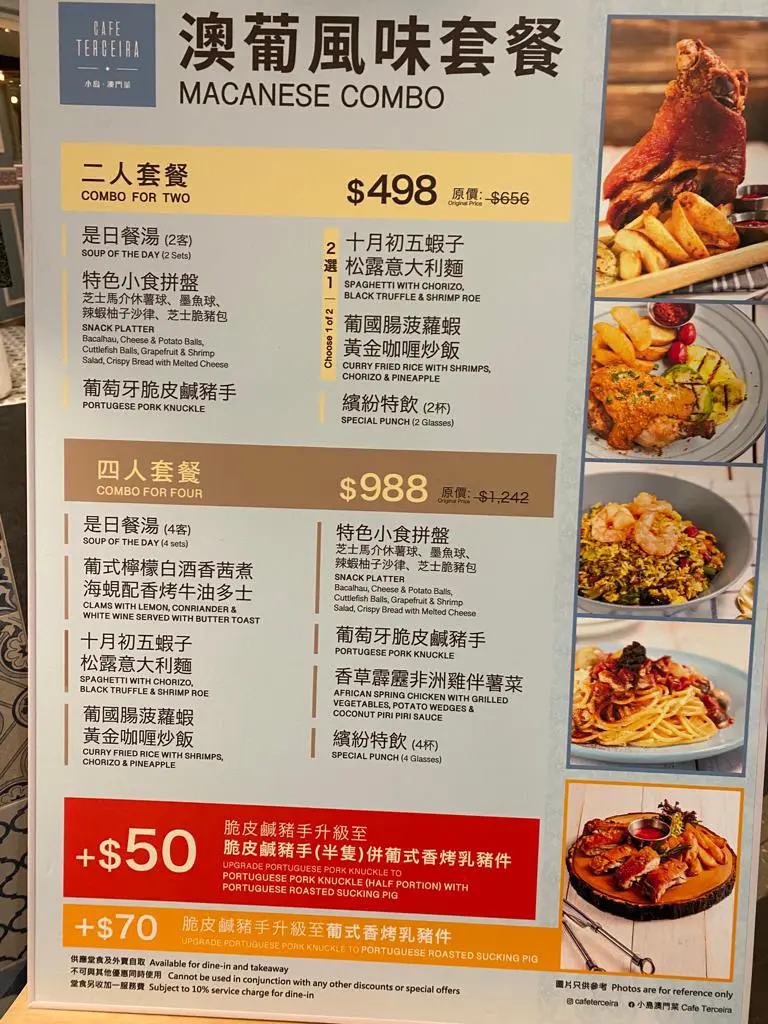 CAFE
TERCEIRA
小島·澳門菜
澳葡風味套餐
MACANESE COMBO
二人套餐
COMBO FOR TWO
$498
原價: $656
Original Price
是日餐湯 (2客)
SOUP OF THE DAY (2 Sets)
特色小食拼盤
芝士馬介休薯球、墨魚球、
辣蝦柚子沙律、芝士脆豬包
SNACK PLATTER
Bacalhau, Cheese & Potato Balls,
Cuttlefish Balls, Grapefruit & Shrimp
Salad, Crispy Bread with Melted Cheese
葡萄牙脆皮鹹豬手
PORTUGESE PORK KNUCKLE
2選1
Choose 1 of 2
十月初五蝦子
松露意大利麵
SPAGHETTI WITH CHORIZO,
BLACK TRUFFLE & SHRIMP ROE
葡國腸菠蘿蝦
黃金咖喱炒飯
CURRY FRIED RICE WITH SHRIMPS,
CHORIZO & PINEAPPLE
繽紛特飲 (2杯)
SPECIAL PUNCH (2 Glasses)
四人套餐
COMBO FOR FOUR
$988
原價: $1,242
Original Price
是日餐湯 (4客)
SOUP OF THE DAY (4 sets)
葡式檸檬白酒香茜煮
海蜆配香烤牛油多士
CLAMS WITH LEMON, CONRIANDER &
WHITE WINE SERVED WITH BUTTER TOAST
十月初五蝦子
松露意大利麵
SPAGHETTI WITH CHORIZO,
BLACK TRUFFLE & SHRIMP ROE
葡國腸菠蘿蝦
黃金咖喱炒飯
CURRY FRIED RICE WITH SHRIMPS,
CHORIZO & PINEAPPLE
特色小食拼盤
芝士馬介休薯球、墨魚球、
辣蝦柚子沙律、芝士脆豬包
SNACK PLATTER
Bacalhau, Cheese & Potato Balls,
Cuttlefish Balls, Grapefruit & Shrimp
Salad, Crispy Bread with Melted Cheese
葡萄牙脆皮鹹豬手
PORTUGESE PORK KNUCKLE
香草霹靂非洲雞伴薯菜
AFRICAN SPRING CHICKEN WITH GRILLED
VEGETABLES, POTATO WEDGES &
COCONUT PIRI PIRI SAUCE
繽紛特飲 (4杯)
SPECIAL PUNCH (4 Glasses)
+$50
脆皮鹹豬手升級至
脆皮鹹豬手(半隻)併葡式香烤乳豬件
UPGRADE PORTUGUESE PORK KNUCKLE TO
PORTUGUESE PORK KNUCKLE (HALF PORTION) WITH
PORTUGUESE ROASTED SUCKING PIG
+$70
脆皮鹹豬手升級至葡式香烤乳豬件
UPGRADE PORTUGUESE PORK KNUCKLE TO PORTUGUESE ROASTED SUCKING PIG
供應堂食及外賣自取 Available for dine-in and takeaway
不可與其他優惠同時使用 Cannot be used in conjunction with any other discounts or special offers
堂食另收加一服務費 Subject to 10% service charge for dine-in
圖片只供參考 Photos are for reference only
cafeterceira 小島澳門菜 Cafe Terceira